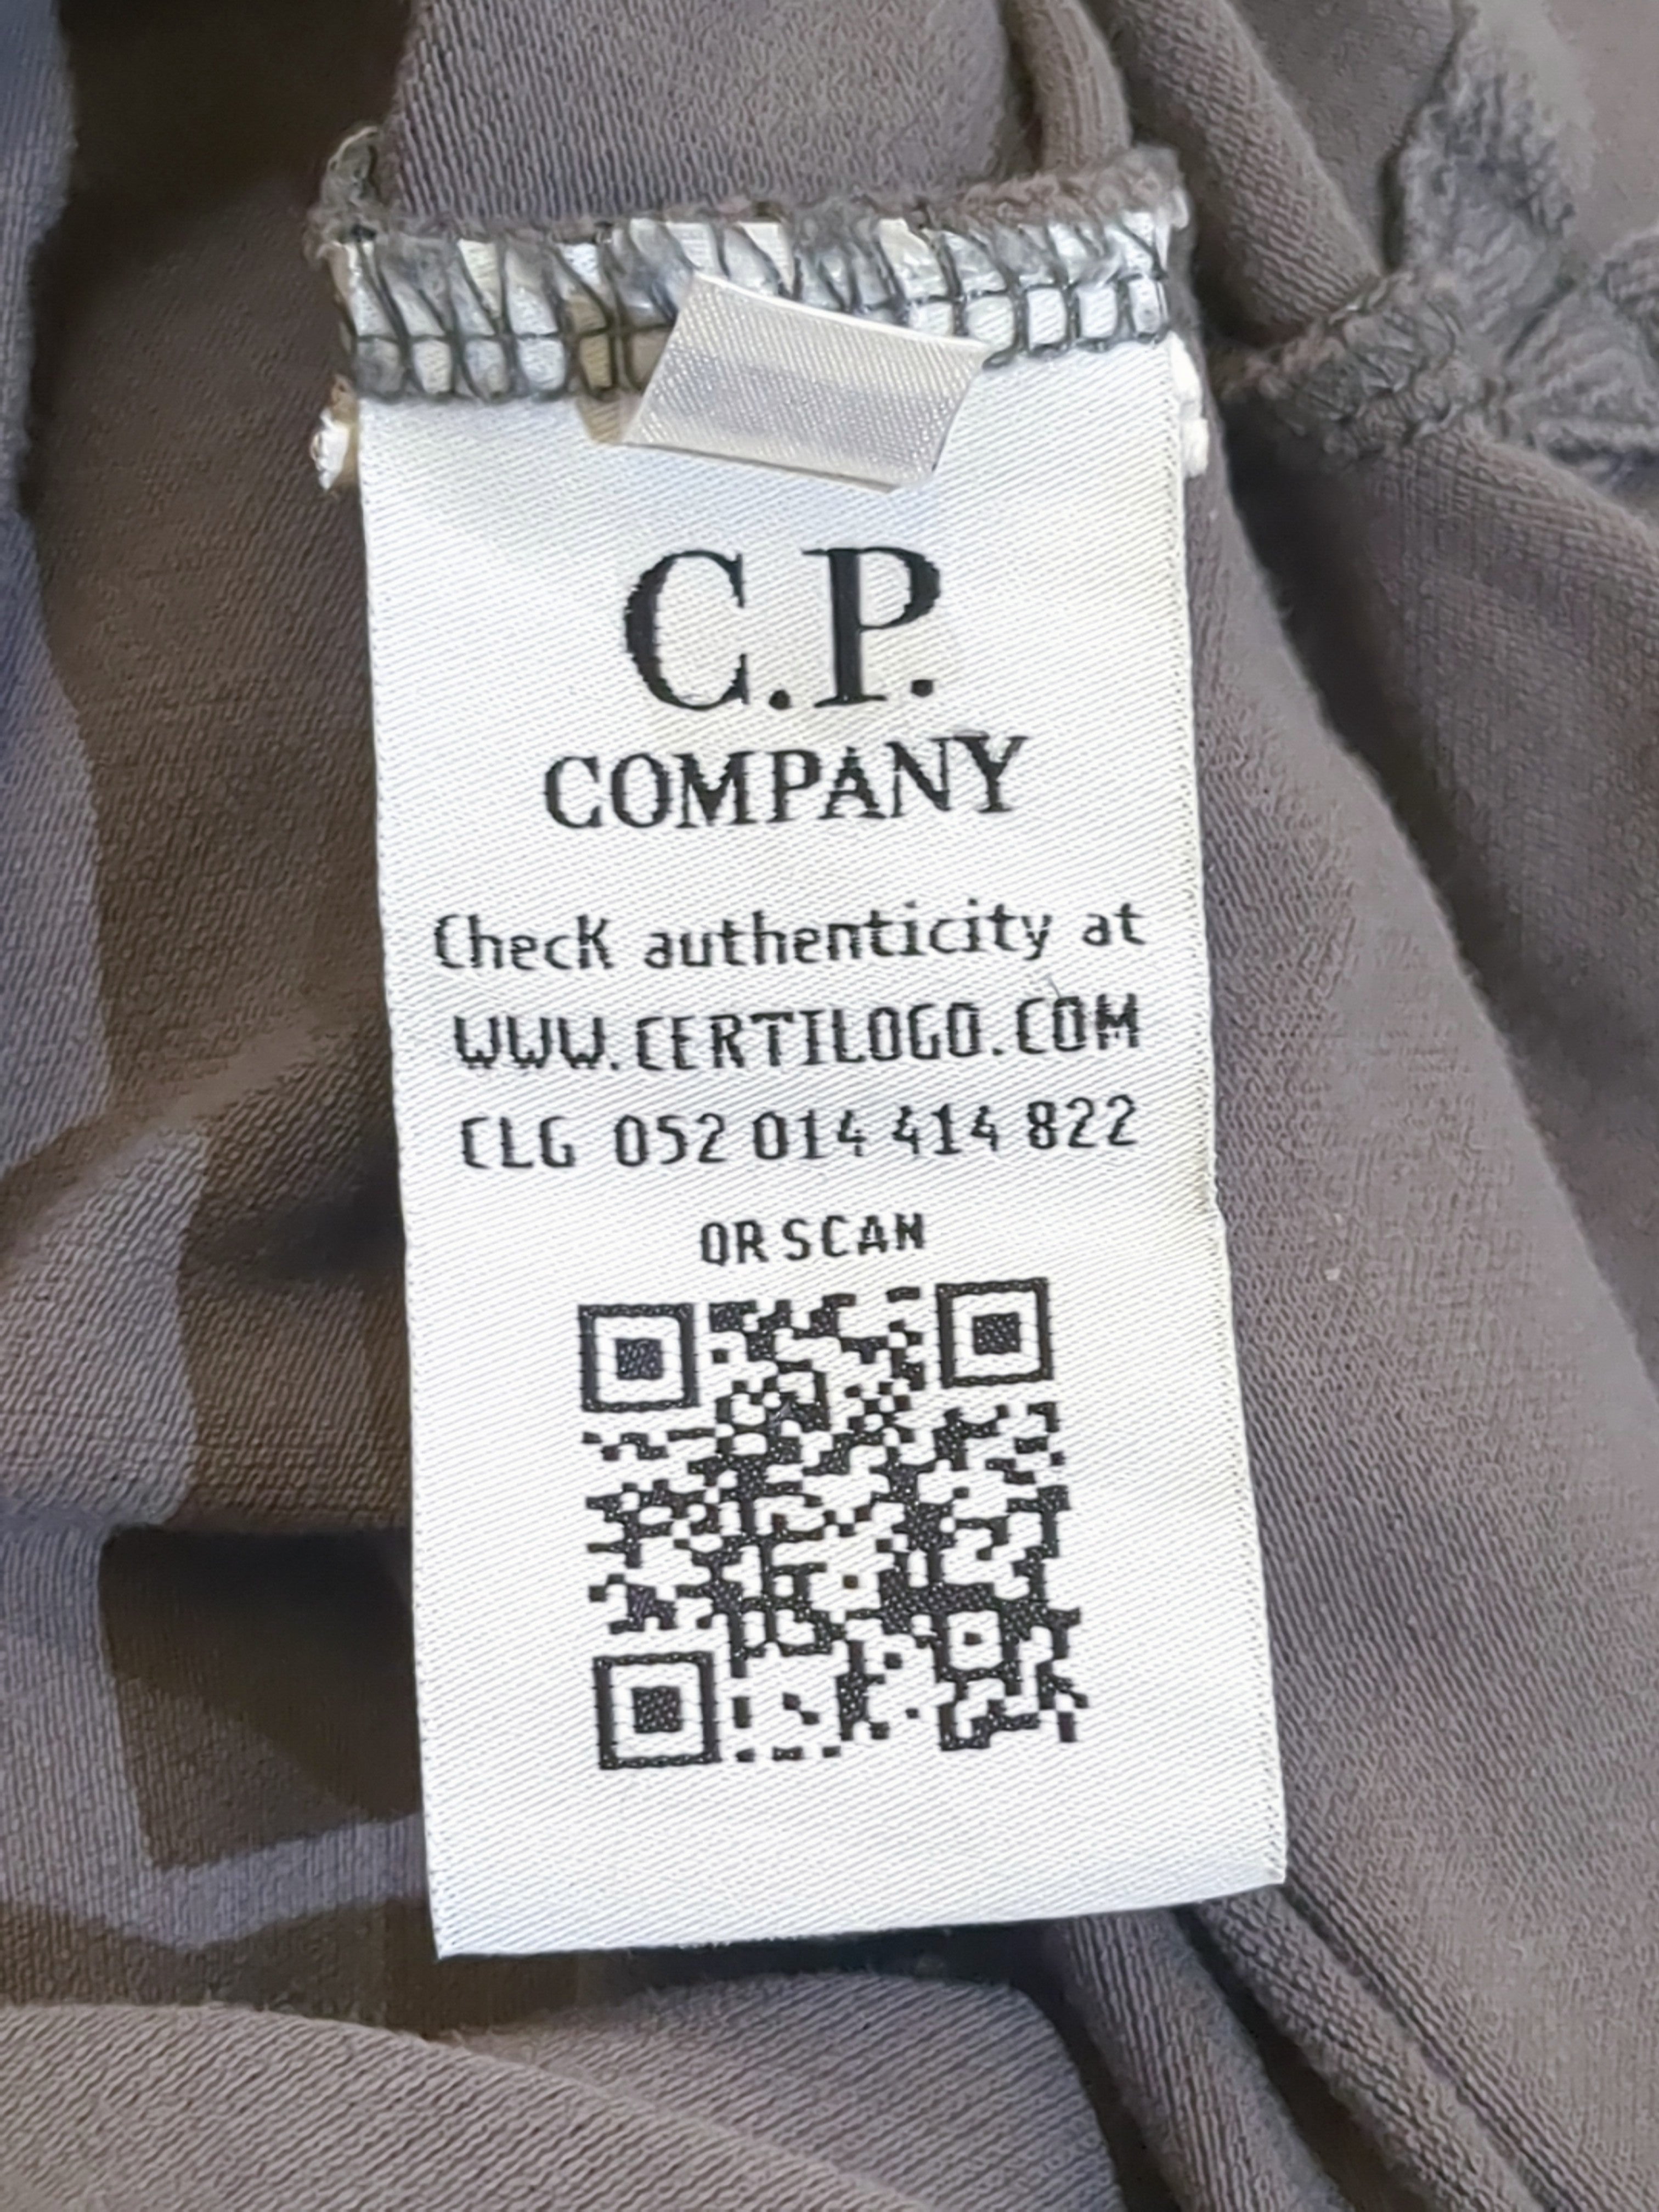 C.P.
COMPANY
Check authenticity at
WWW.CERTILOGO.COM
CLG 052 014 414 822
OR SCAN